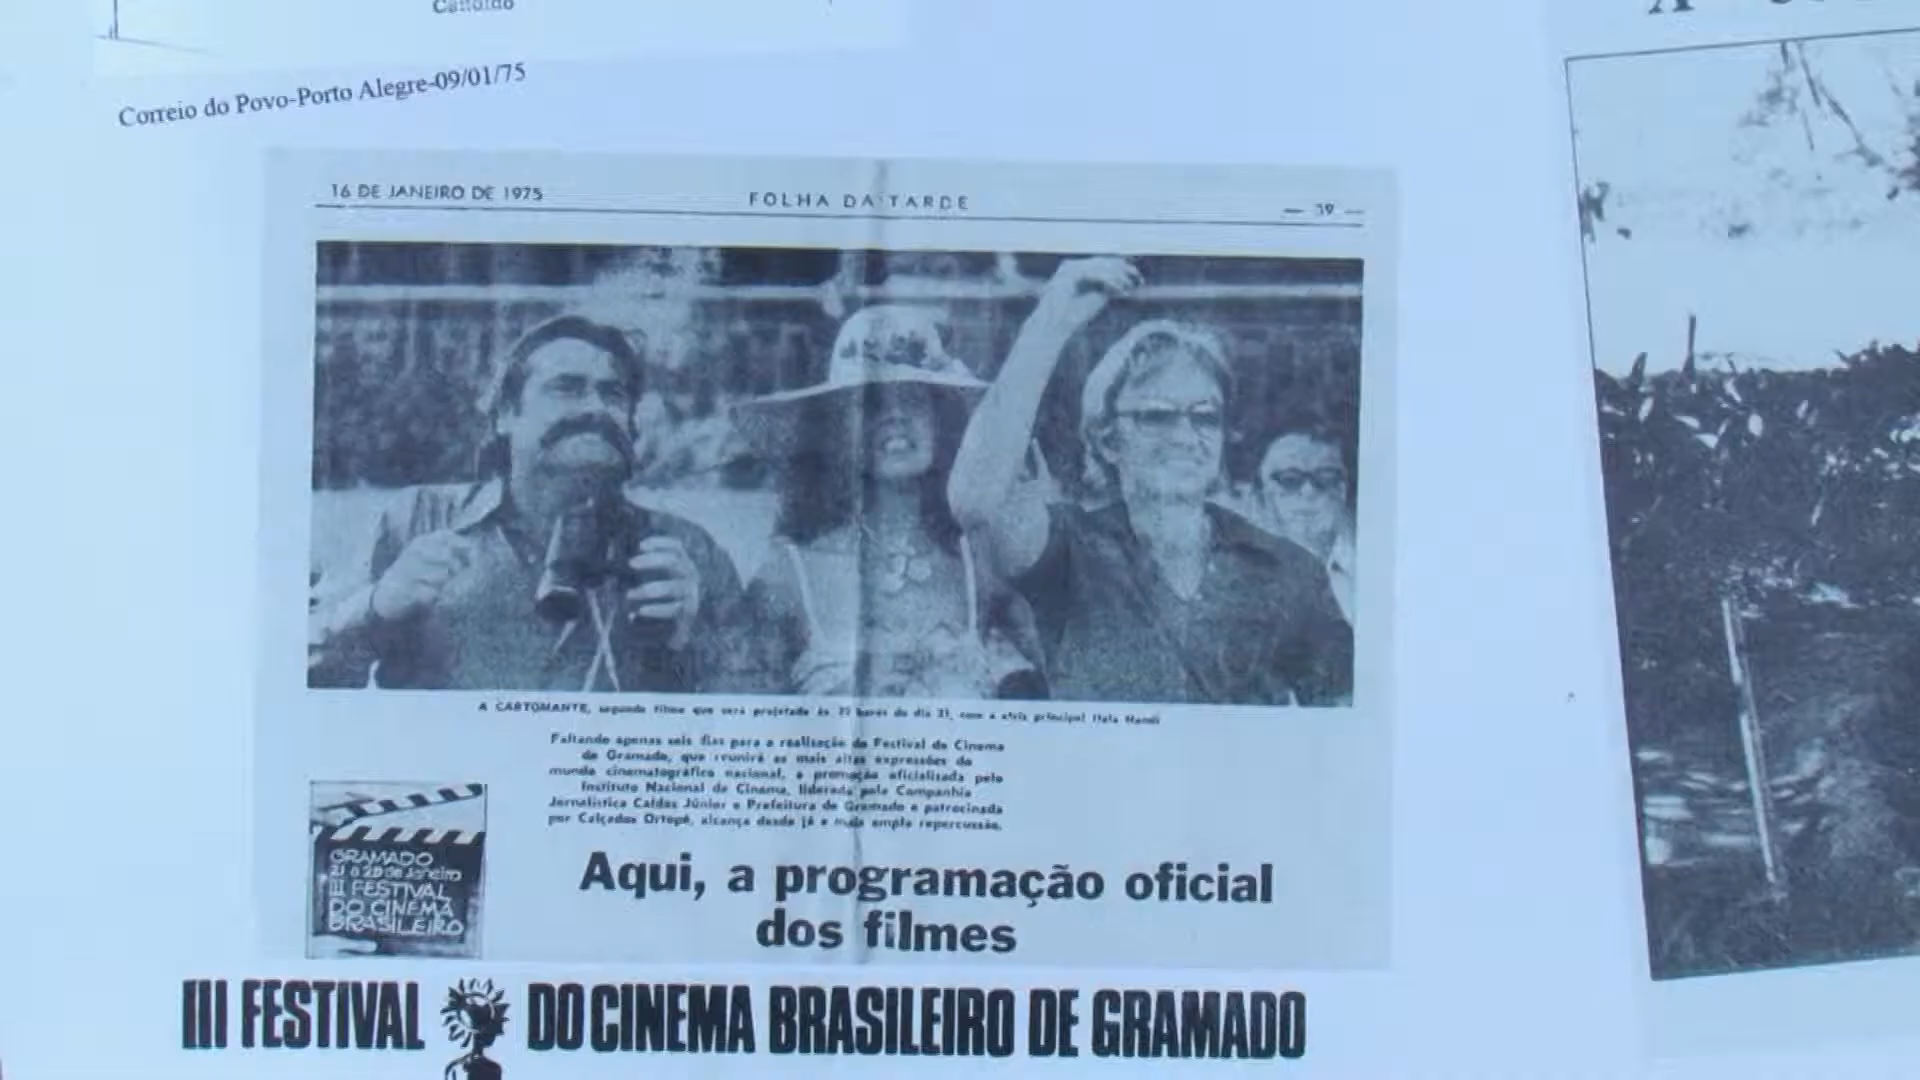 Correio do Povo-Porto Alegre-09/01/75
16 DE JANEIRO DE 1975
FOLHA DA TARDE
— 39 —
A CARTOMANTE, segundo filme que será projetado às 22 horas do dia 21, com a atriz principal Itala Nandi
Faltando apenas seis dias para a realização do Festival de Cinema
de Gramado, que reunirá as mais altas expressões do
mundo cinematográfico nacional, a promoção oficializada pelo
Instituto Nacional de Cinema, liderada pela Companhia
Jornalística Caldas Júnior e Prefeitura de Gramado e patrocinada
por Calçados Ortopé, alcança desde já a mais ampla repercussão.
GRAMADO
21 a 25 de Janeiro
III FESTIVAL
DO CINEMA
BRASILEIRO
Aqui, a programação oficial
dos filmes
III FESTIVAL DO CINEMA BRASILEIRO DE GRAMADO